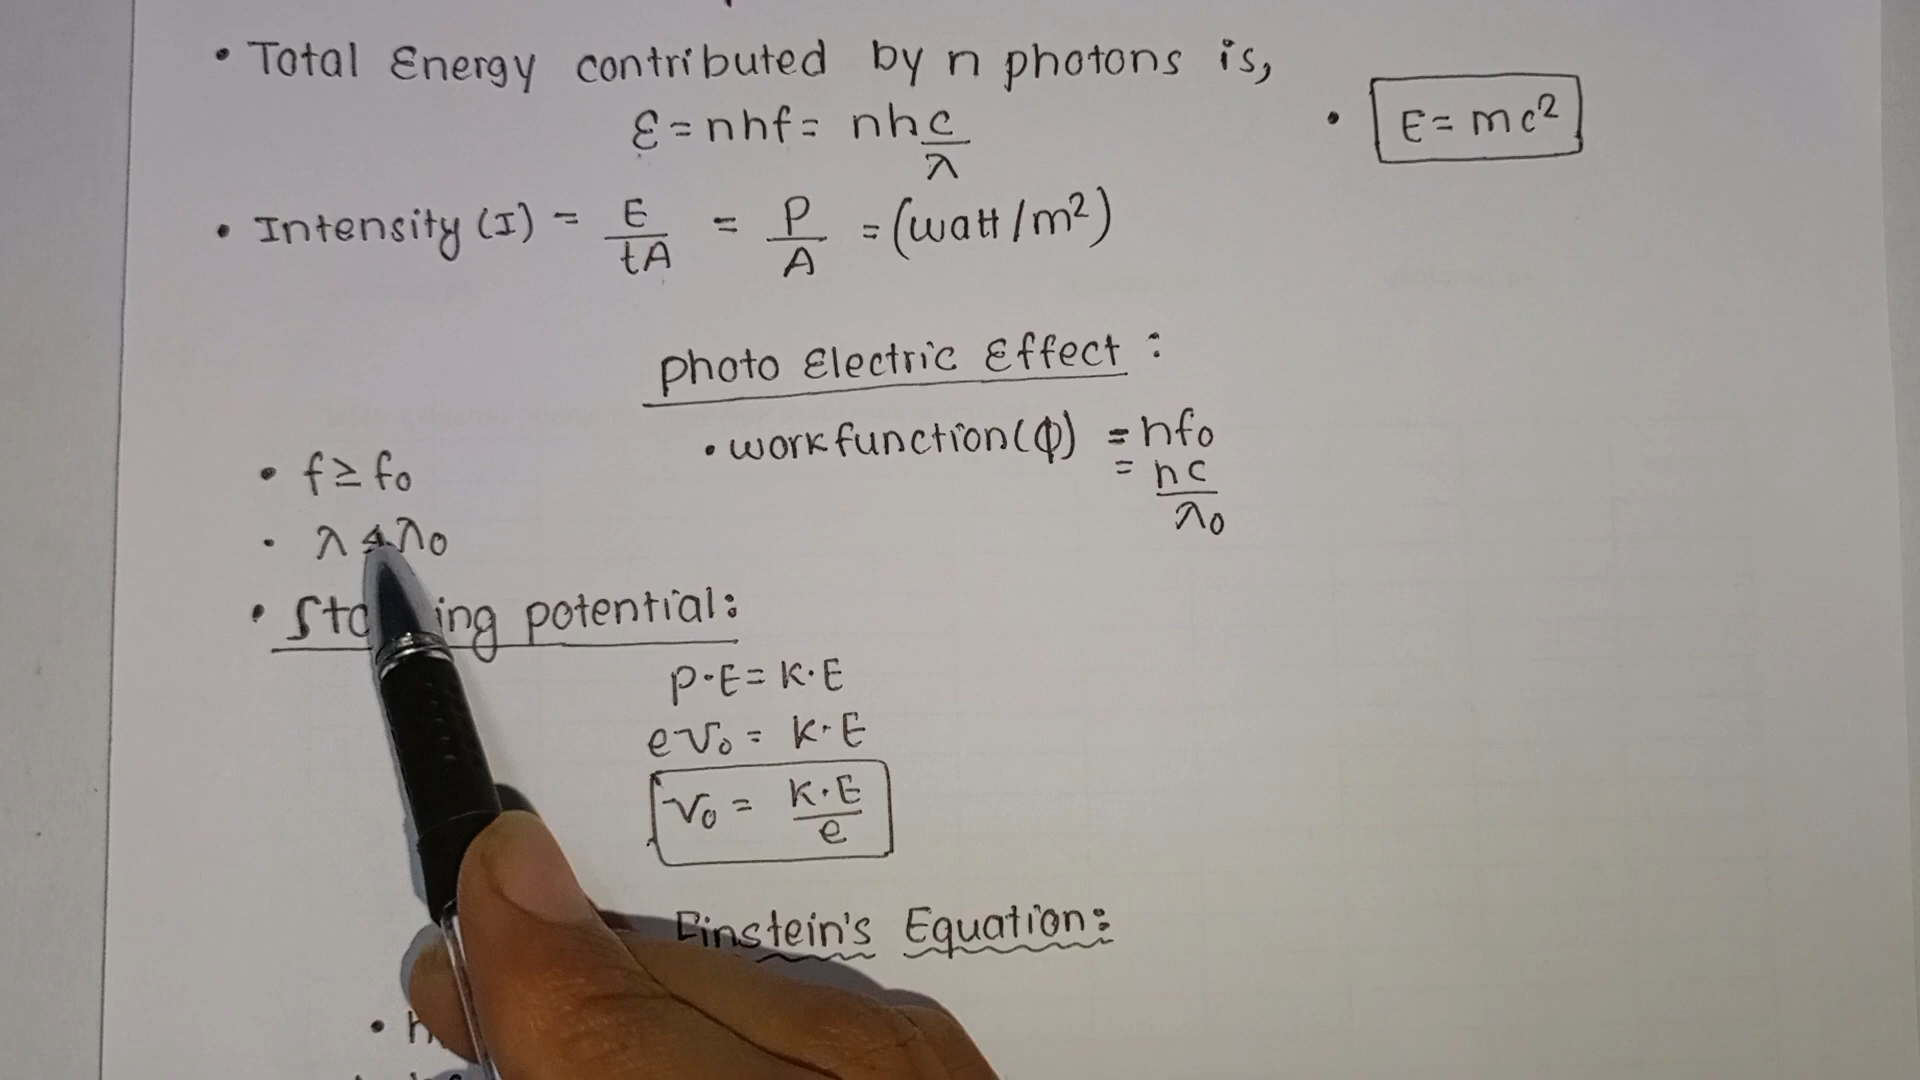 • Total Energy contributed by n photons is,
ε = nhf = nhc/λ
• E = mc²
• Intensity (I) = E/tA = P/A = (watt/m²)
Photo Electric Effect :
• work function(ϕ) = hf₀
= hc/λ₀
• f ≥ f₀
• λ ≤ λ₀
• potential:
P·E = K·E
eV₀ = K·E
V₀ = K·E/e
Einstein's Equation: